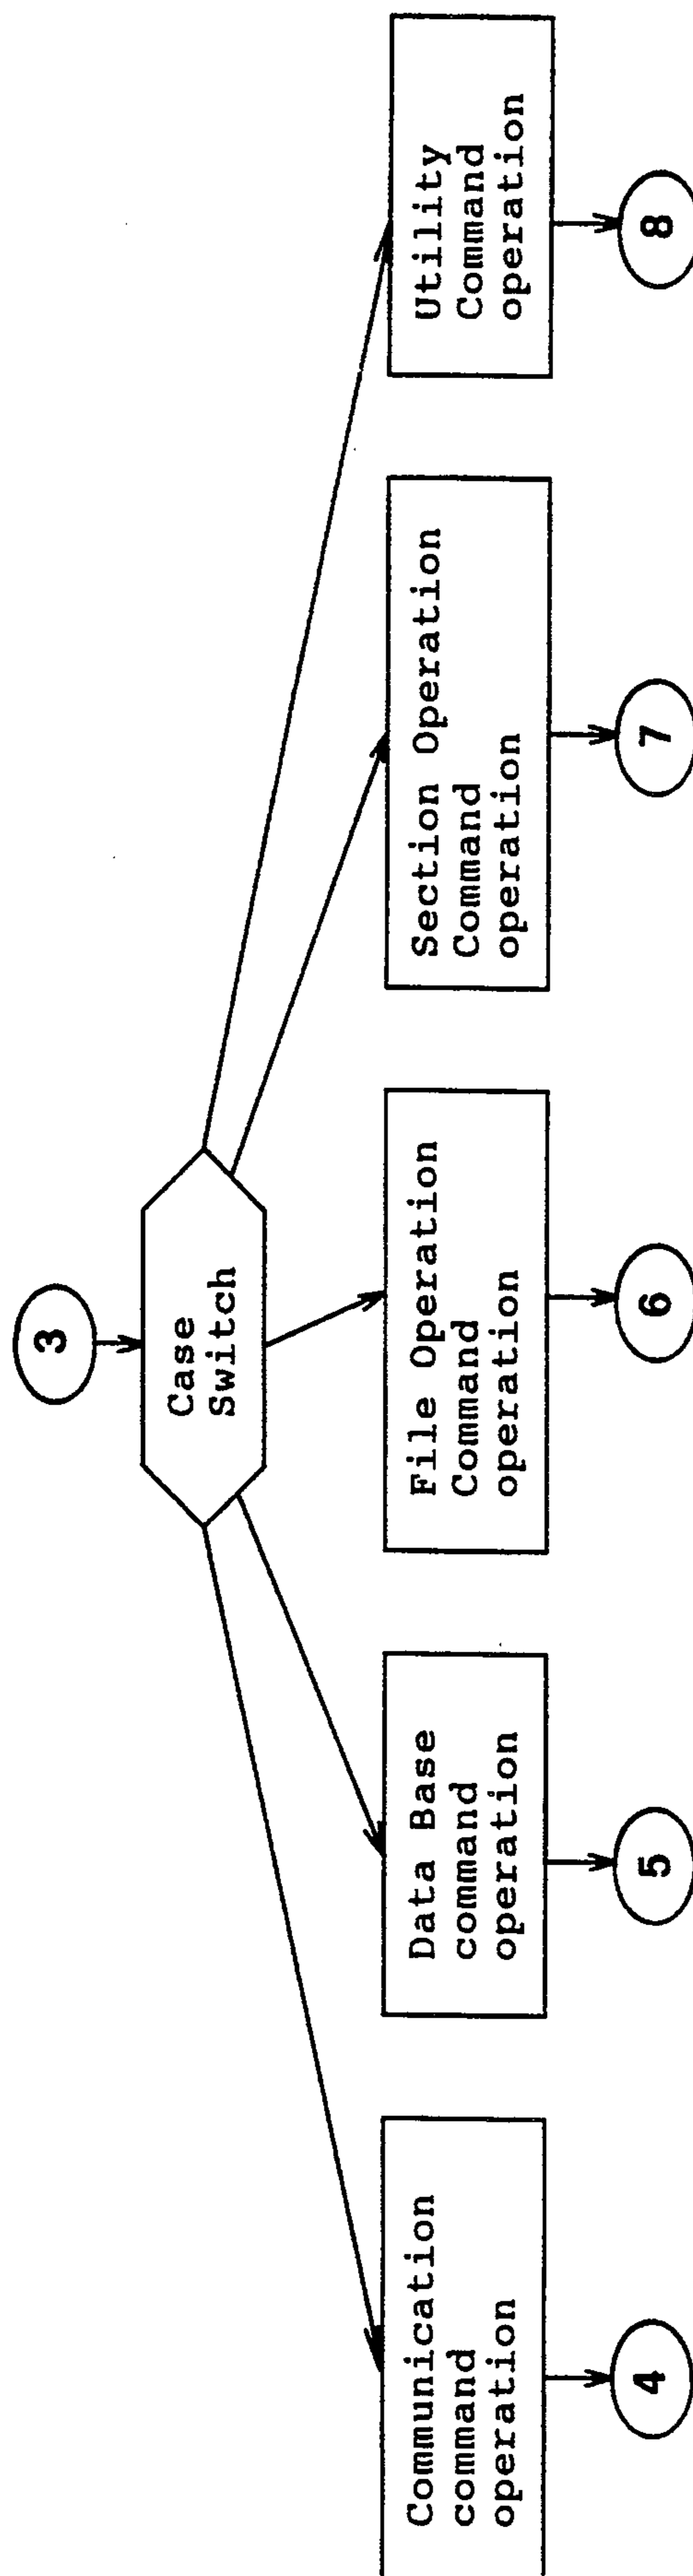 3
Case
Switch
Communication
command
operation
Data Base
command
operation
File Operation
Command
operation
Section Operation
Command
operation
Utility
Command
operation
4
5
6
7
8